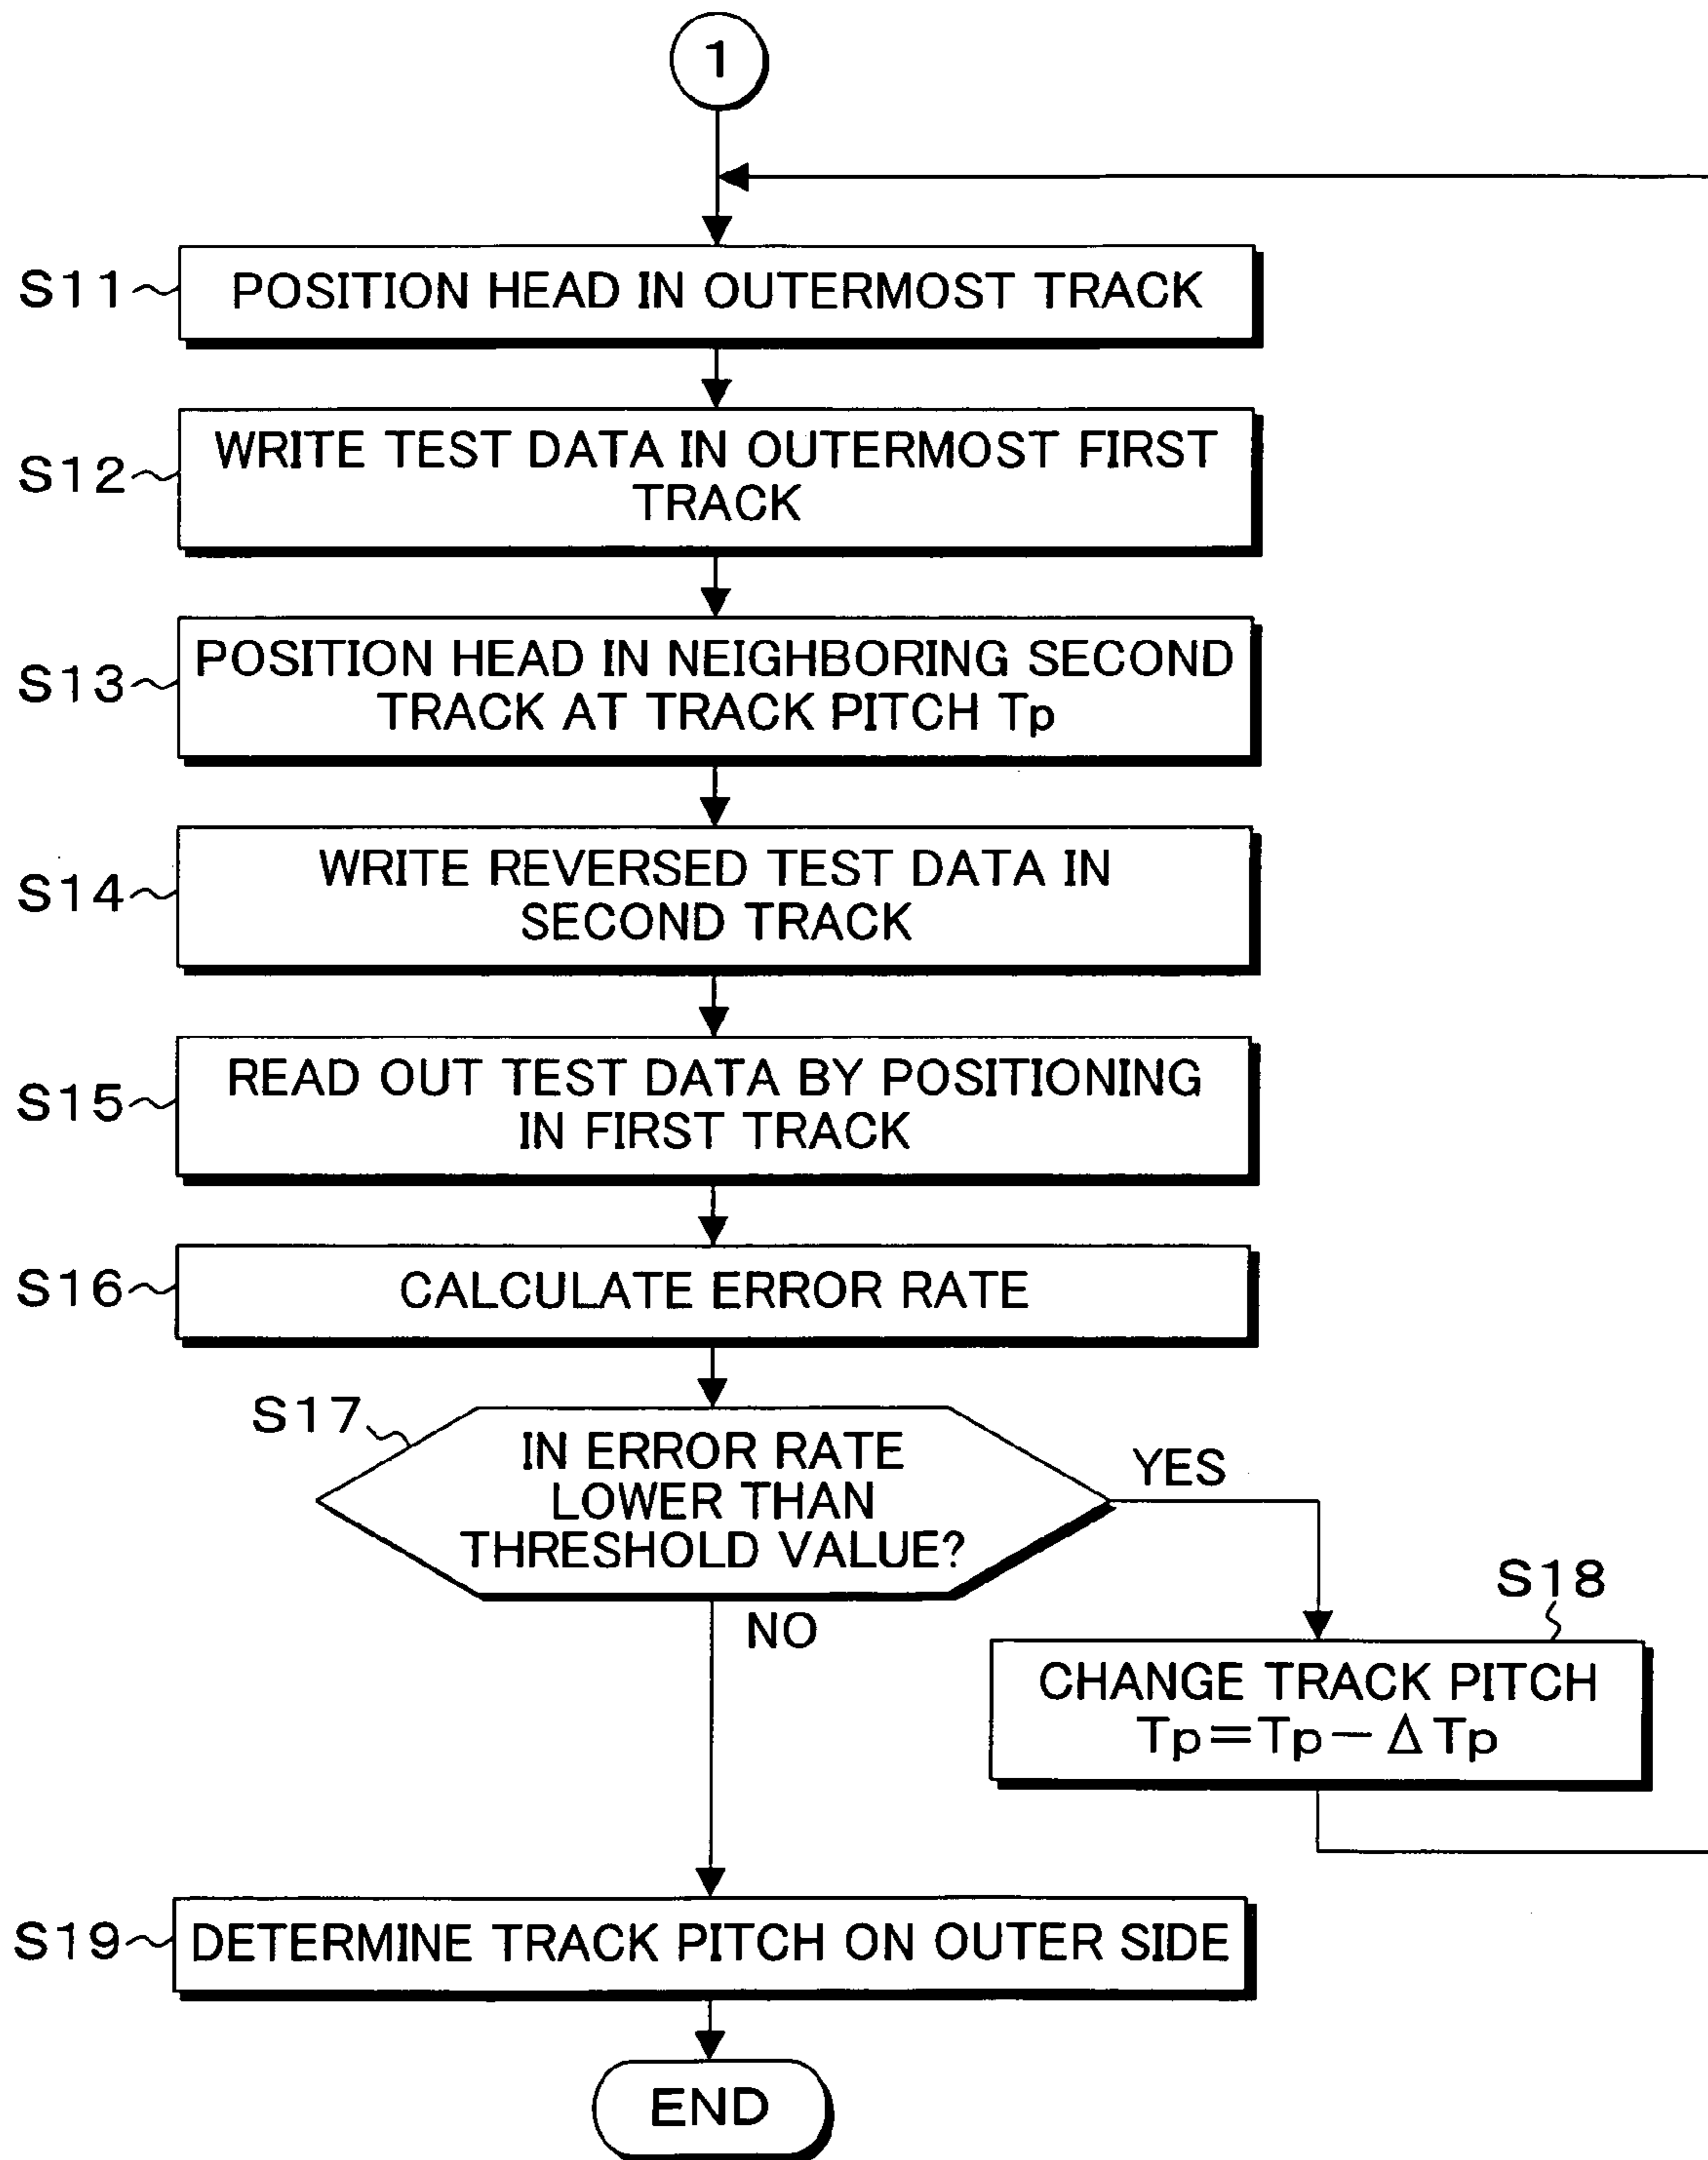 1
S11
POSITION HEAD IN OUTERMOST TRACK
S12
WRITE TEST DATA IN OUTERMOST FIRST
TRACK
S13
POSITION HEAD IN NEIGHBORING SECOND
TRACK AT TRACK PITCH Tp
S14
WRITE REVERSED TEST DATA IN
SECOND TRACK
S15
READ OUT TEST DATA BY POSITIONING
IN FIRST TRACK
S16
CALCULATE ERROR RATE
S17
IN ERROR RATE
LOWER THAN
THRESHOLD VALUE?
YES
NO
S18
CHANGE TRACK PITCH
Tp=Tp-Δ Tp
S19
DETERMINE TRACK PITCH ON OUTER SIDE
END